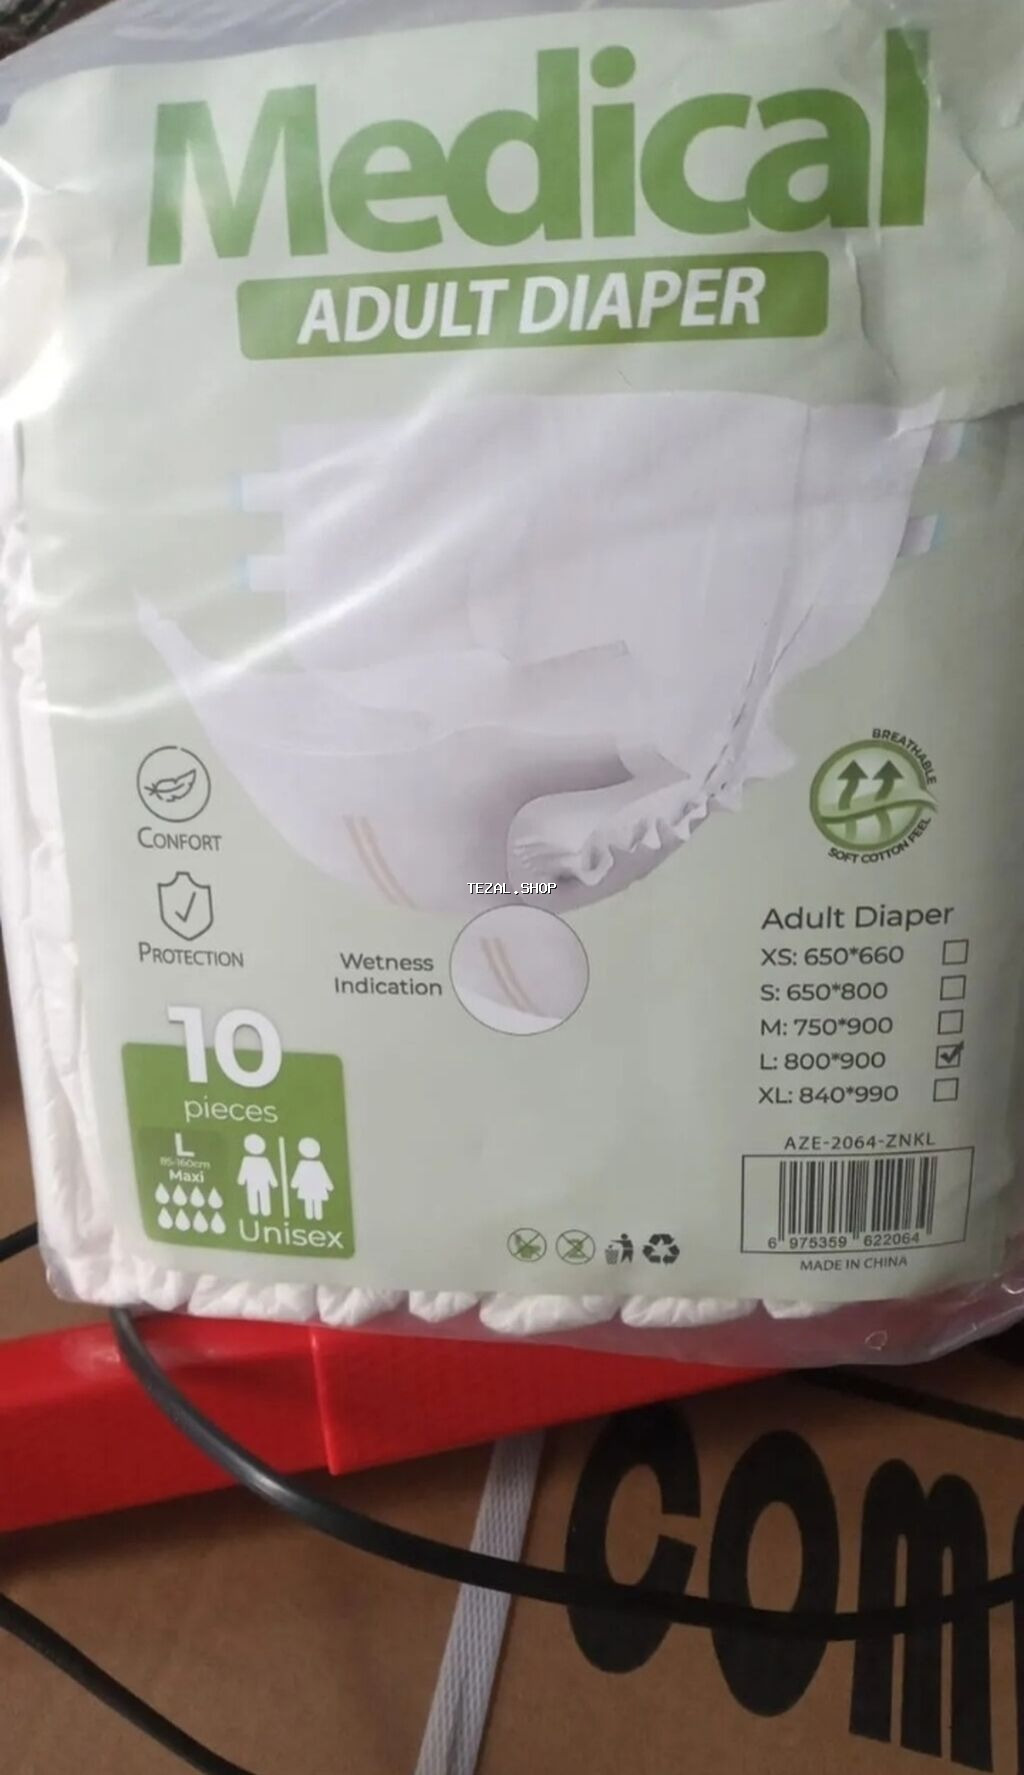 Medical
ADULT DIAPER
BREATHABLE
SOFT COTTON FEEL
CONFORT
PROTECTION
TEZAL.SHOP
Wetness
Indication
Adult Diaper
XS: 650*660
S: 650*800
M: 750*900
L: 800*900
XL: 840*990
10
pieces
L
85-160cm
Maxi
Unisex
AZE-2064-ZNKL
6 975359 622064
MADE IN CHINA
com